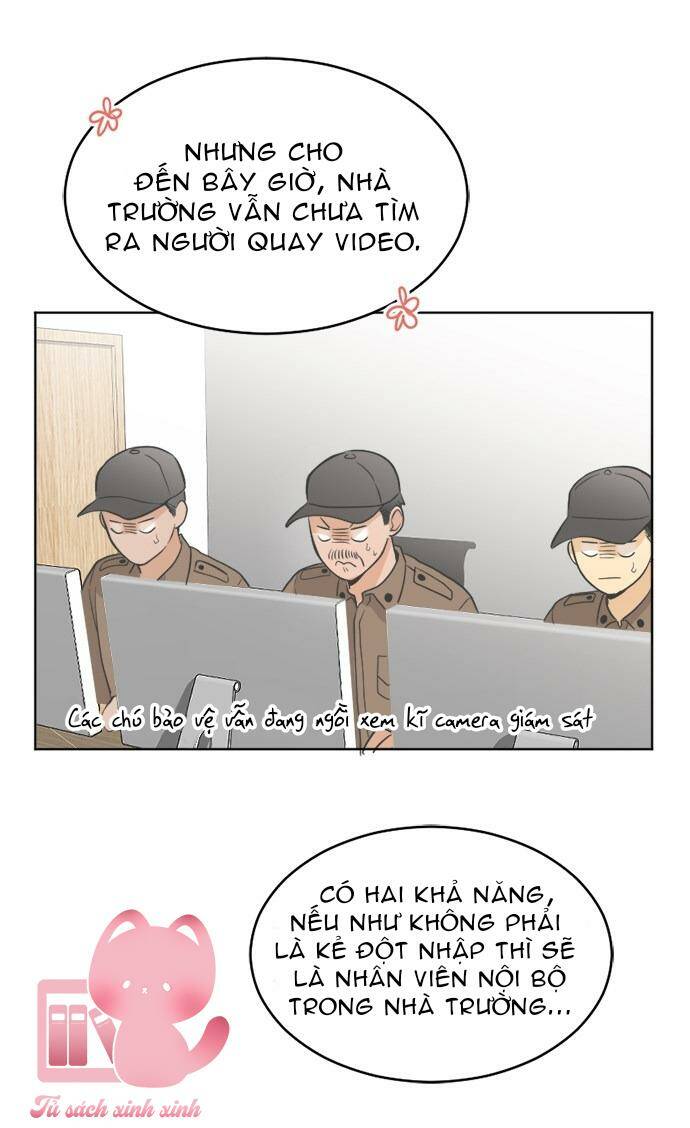 NHƯNG CHO
ĐẾN BÂY GIỜ, NHÀ
TRƯỜNG VẪN CHƯA TÌM
RA NGƯỜI QUAY VIDEO.
Các chú bảo vệ vẫn đang ngồi xem kĩ camera giám sát
CÓ HAI KHẢ NĂNG,
NẾU NHƯ KHÔNG PHẢI
LÀ KẺ ĐỘT NHẬP THÌ SẼ
LÀ NHÂN VIÊN NỘI BỘ
TRONG NHÀ TRƯỜNG...
Tủ sách xinh xinh